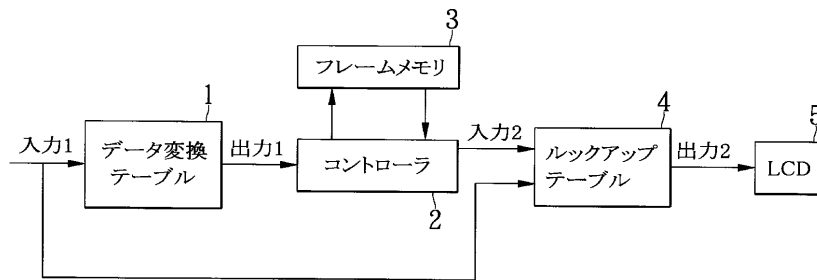 3
フレームメモリ
1
4
5
入力1
データ変換
テーブル
出力1
コントローラ
入力2
ルックアップ
テーブル
出力2
LCD
2